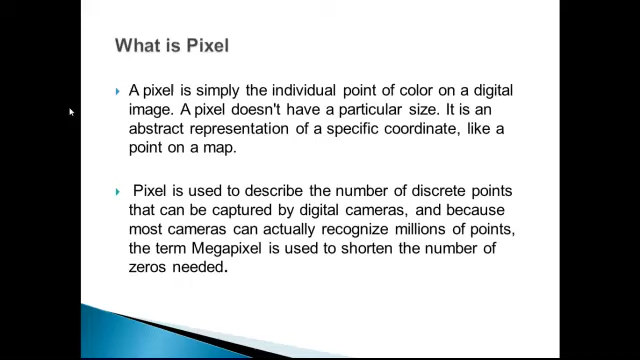 What is Pixel
A pixel is simply the individual point of color on a digital
image. A pixel doesn't have a particular size. It is an
abstract representation of a specific coordinate, like a
point on a map.
Pixel is used to describe the number of discrete points
that can be captured by digital cameras, and because
most cameras can actually recognize millions of points,
the term Megapixel is used to shorten the number of
zeros needed.